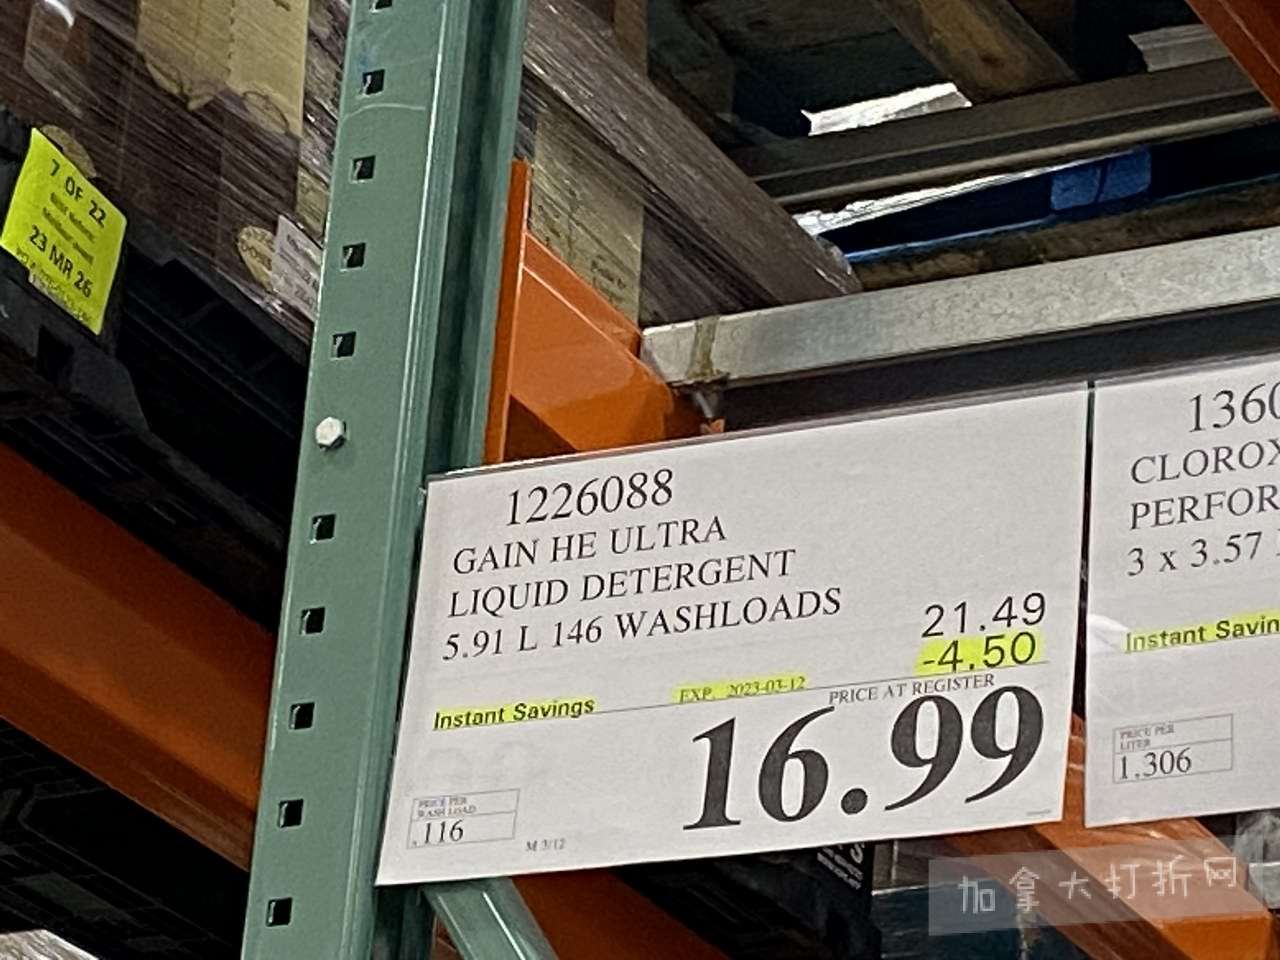 7 OF 22
23 MR 26
1226088
GAIN HE ULTRA
LIQUID DETERGENT
5.91 L 146 WASHLOADS
21.49
-4.50
Instant Savings
EXP. 2023-03-12
PRICE AT REGISTER
16.99
PRICE PER
WASH LOAD
.116
M 3/12
1360
CLOROX
PERFOR
3 x 3.57
Instant Savin
PRICE PER
LITER
1.306
加拿大打折网